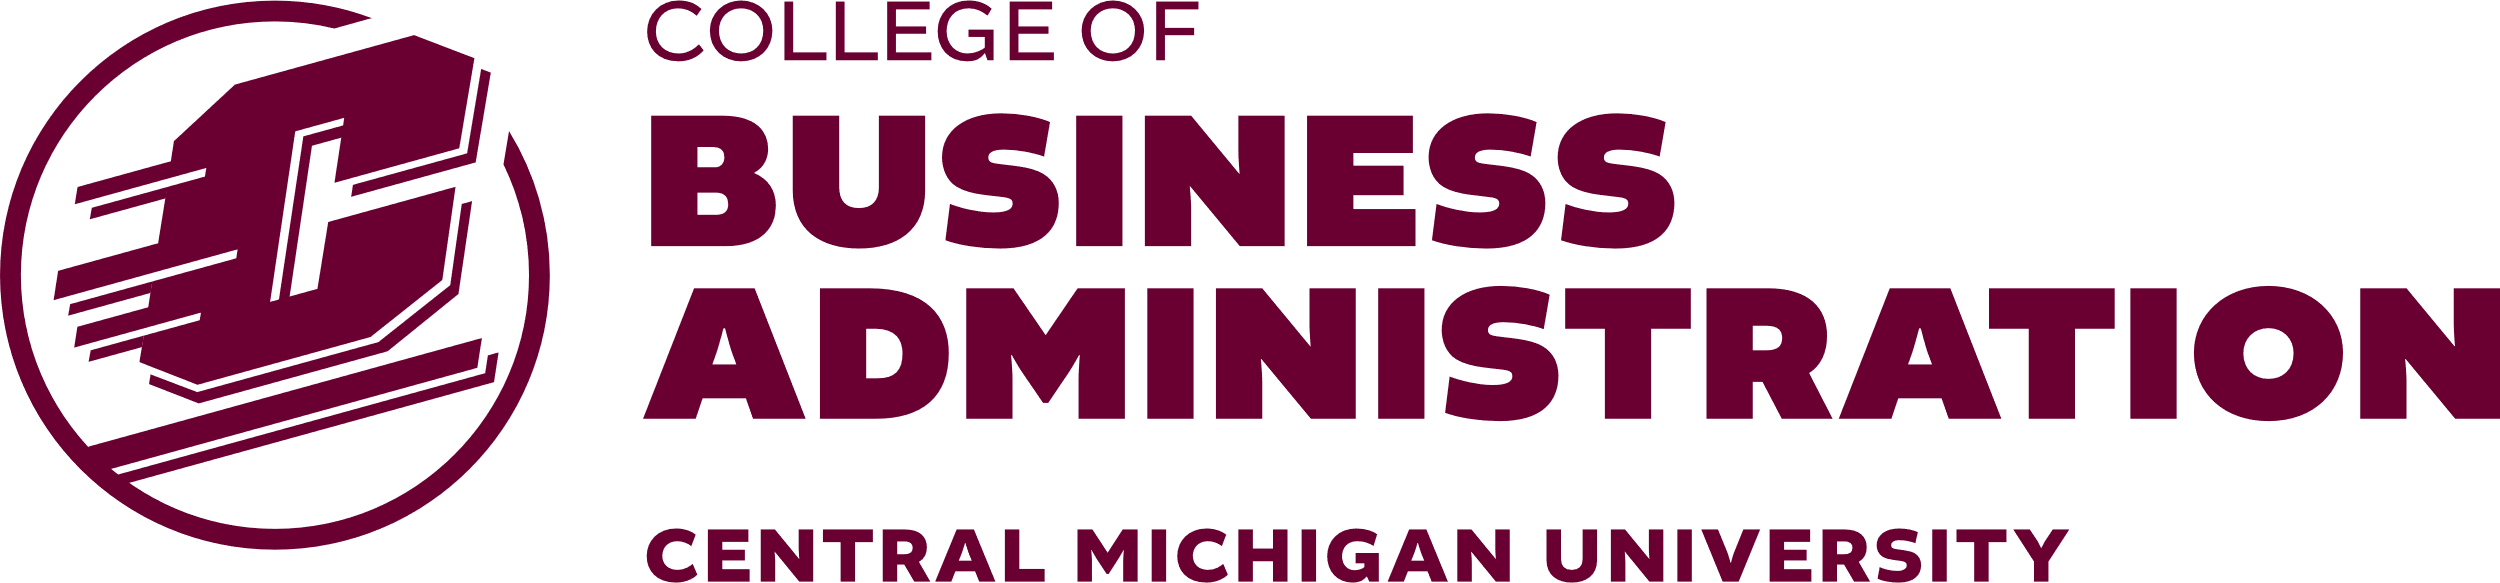 COLLEGE OF
BUSINESS
ADMINISTRATION
CENTRAL MICHIGAN UNIVERSITY